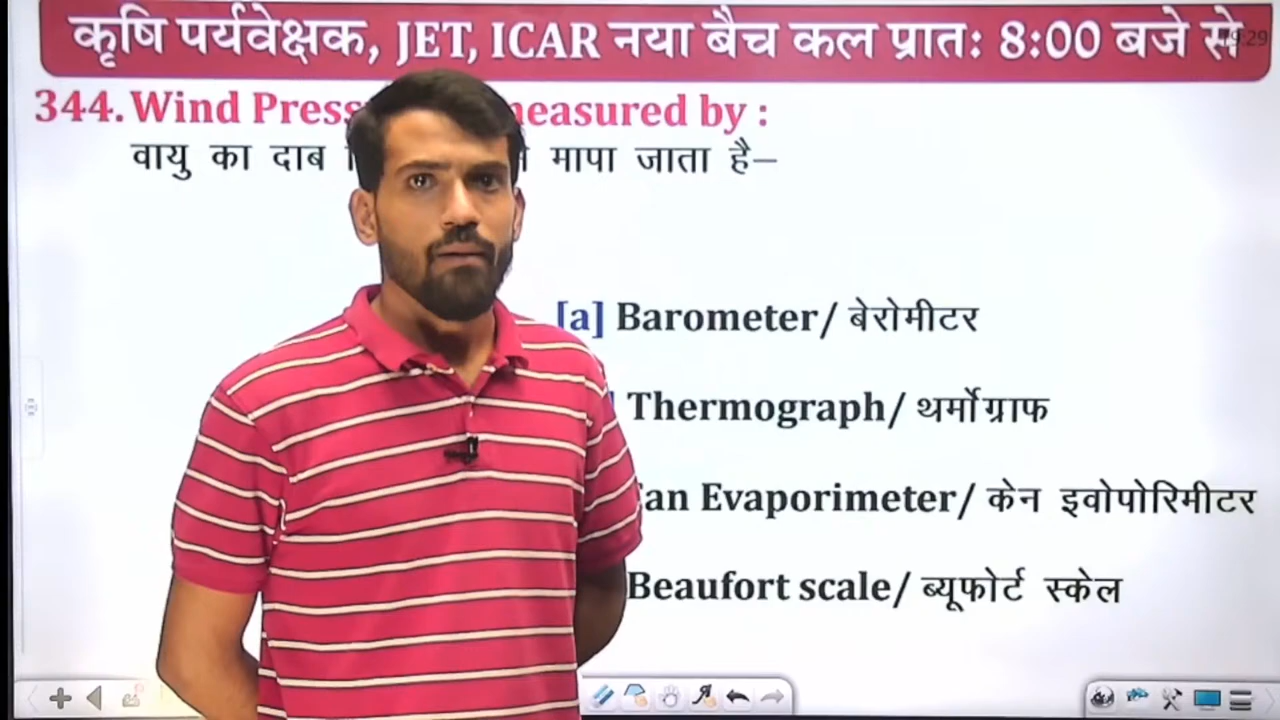 कृषि पर्यवेक्षक, JET, ICAR नया बैच कल प्रातः 8:00 बजे से
344. Wind Press measured by :
वायु का दाब मापा जाता है–
[a] Barometer/ बेरोमीटर
Thermograph/ थर्मोग्राफ
an Evaporimeter/ केन इवोपोरिमीटर
Beaufort scale/ ब्यूफोर्ट स्केल